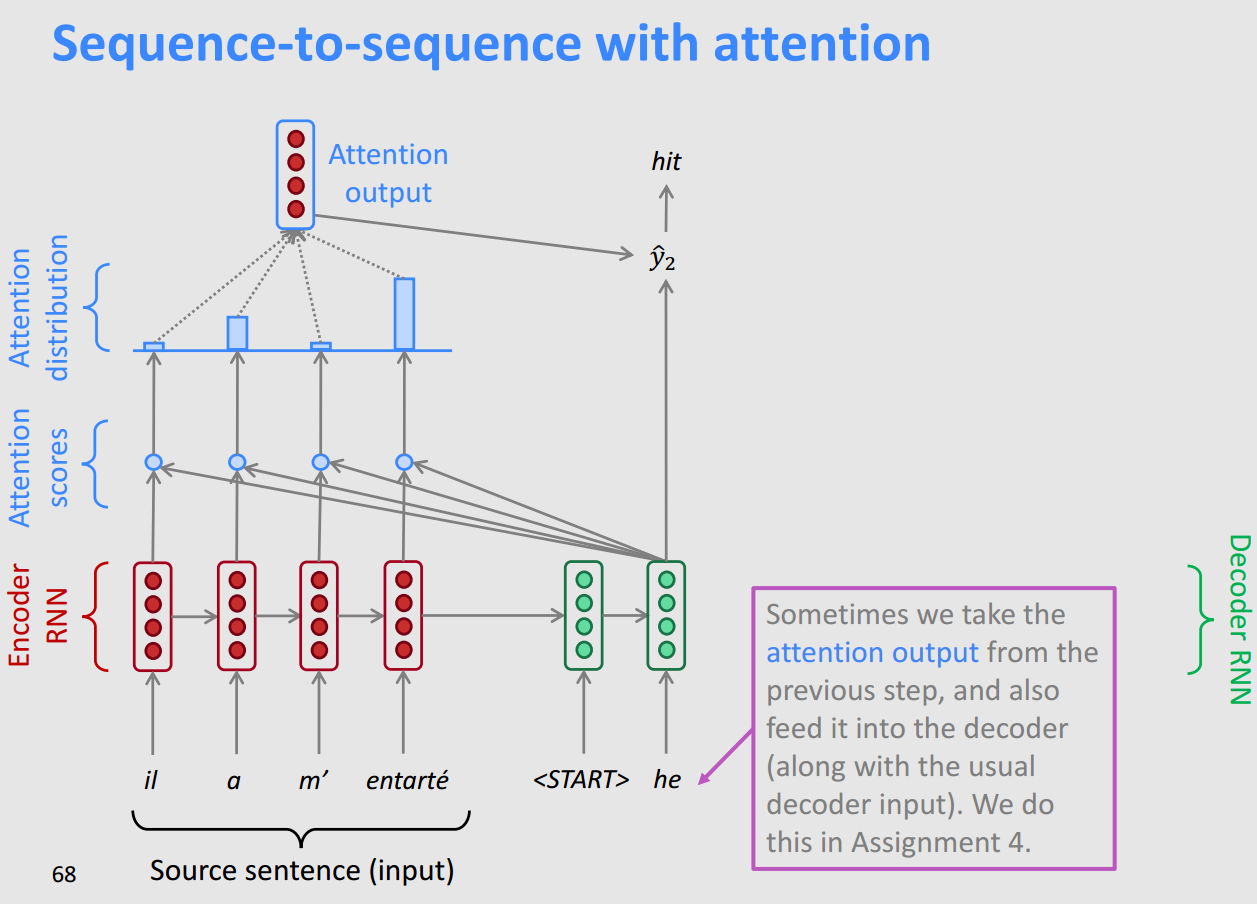 Sequence-to-sequence with attention
Attention
output
hit
ŷ₂
Attention
distribution
Attention
scores
Encoder
RNN
Decoder RNN
Sometimes we take the
attention output from the
previous step, and also
feed it into the decoder
(along with the usual
decoder input). We do
this in Assignment 4.
il a m’ entarté <START> he
Source sentence (input)
68